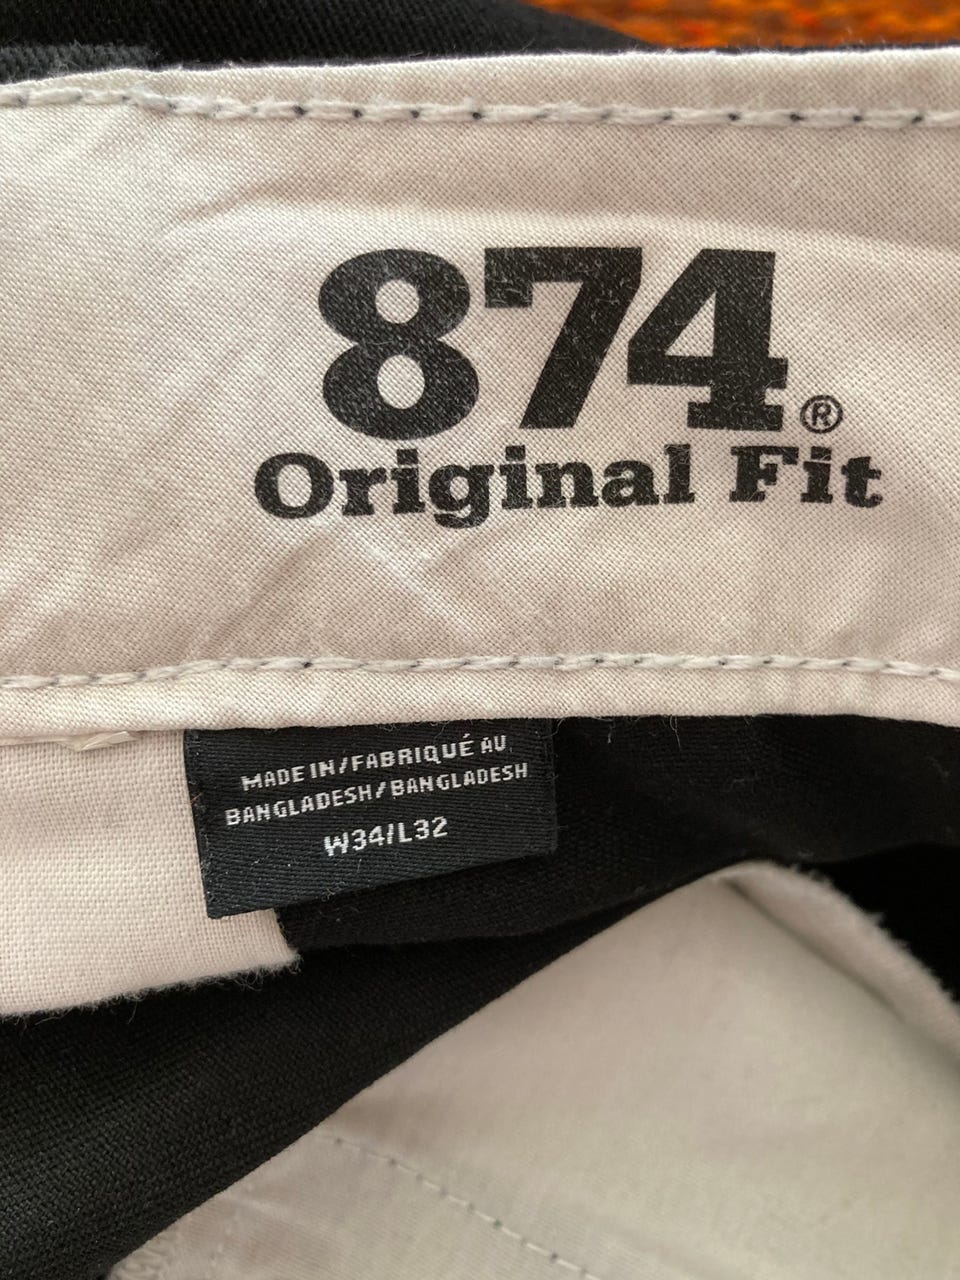 874®
Original Fit
MADE IN/FABRIQUÉ AU
BANGLADESH/BANGLADESH
W34/L32